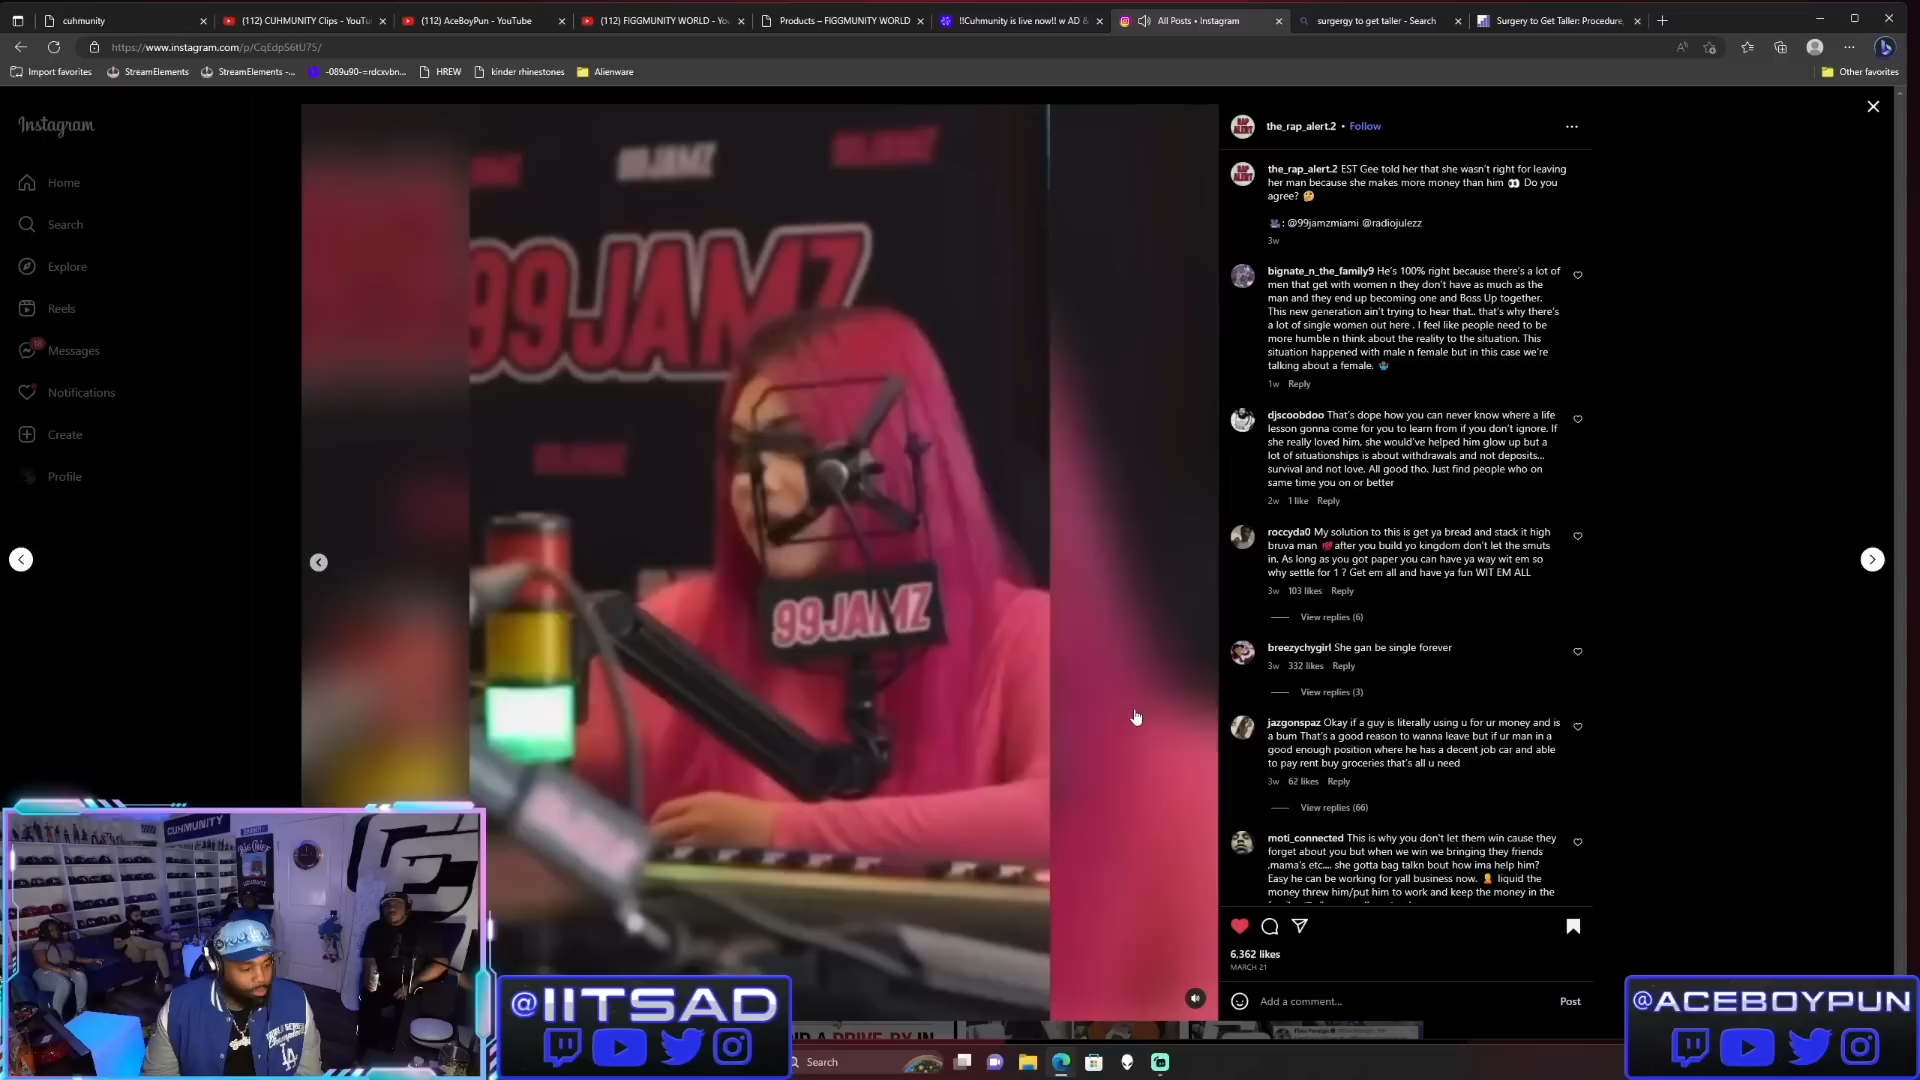 cuhmunity
(112) CUHMUNITY Clips - YouTu
(112) AceBoyPun - YouTube
(112) FIGGMUNITY WORLD - Yo
Products – FIGGMUNITY WORLD
!!Cuhmunity is live now!! w AD &
All Posts • Instagram
surgergy to get taller - Search
Surgery to Get Taller: Procedure,
https://www.instagram.com/p/CqEdpS6tU75/
Import favorites
StreamElements
StreamElements -...
-089u90-=rdcxvbn...
HREW
kinder rhinestones
Alienware
Other favorites
Instagram
Home
Search
Explore
Reels
18
Messages
Notifications
Create
Profile
99JAMZ
99JAMZ
99JAMZ
the_rap_alert.2 • Follow
the_rap_alert.2 EST Gee told her that she wasn't right for leaving
her man because she makes more money than him 👀 Do you
agree? 🤔
🎥: @99jamzmiami @radiojulezz
3w
bignate_n_the_family9 He's 100% right because there's a lot of
men that get with women n they don't have as much as the
man and they end up becoming one and Boss Up together.
This new generation ain't trying to hear that.. that's why there's
a lot of single women out here . I feel like people need to be
more humble n think about the reality to the situation. This
situation happened with male n female but in this case we're
talking about a female.
1w Reply
djscoobdoo That's dope how you can never know where a life
lesson gonna come for you to learn from if you don't ignore. If
she really loved him, she would've helped him glow up but a
lot of situationships is about withdrawals and not deposits...
survival and not love. All good tho. Just find people who on
same time you on or better
2w 1 like Reply
roccyda0 My solution to this is get ya bread and stack it high
bruva man 💯 after you build yo kingdom don't let the smuts
in. As long as you got paper you can have ya way wit em so
why settle for 1 ? Get em all and have ya fun WIT EM ALL
3w 103 likes Reply
View replies (6)
breezychygirl She gan be single forever
3w 332 likes Reply
View replies (3)
jazgonspaz Okay if a guy is literally using u for ur money and is
a bum That's a good reason to wanna leave but if ur man in a
good enough position where he has a decent job car and able
to pay rent buy groceries that's all u need
3w 62 likes Reply
View replies (66)
moti_connected This is why you don't let them win cause they
forget about you but when we win we bringing they friends
,mama's etc.... she gotta bag talkn bout how ima help him?
Easy he can be working for yall business now. liquid the
money threw him/put him to work and keep the money in the
6,362 likes
MARCH 21
Add a comment...
Post
CUHMUNITY
@IITSAD
@ACEBOYPUN
Search